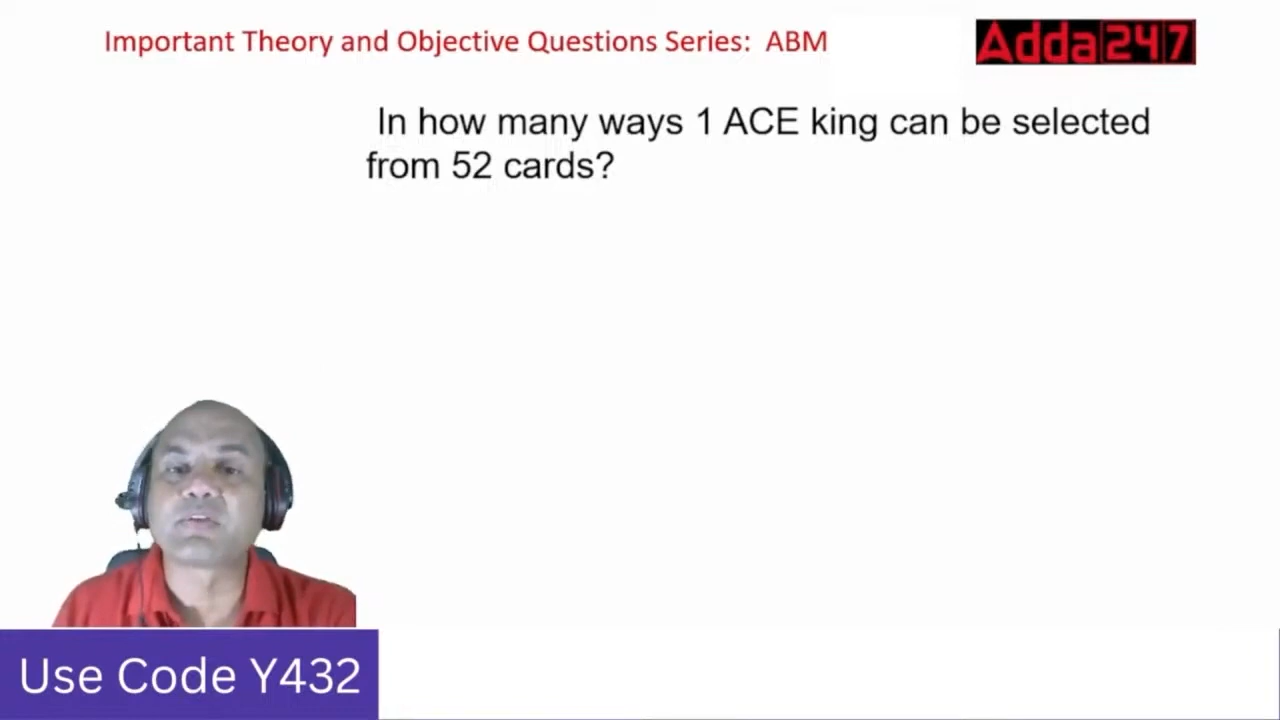 Important Theory and Objective Questions Series: ABM
Adda247
In how many ways 1 ACE king can be selected
from 52 cards?
Use Code Y432